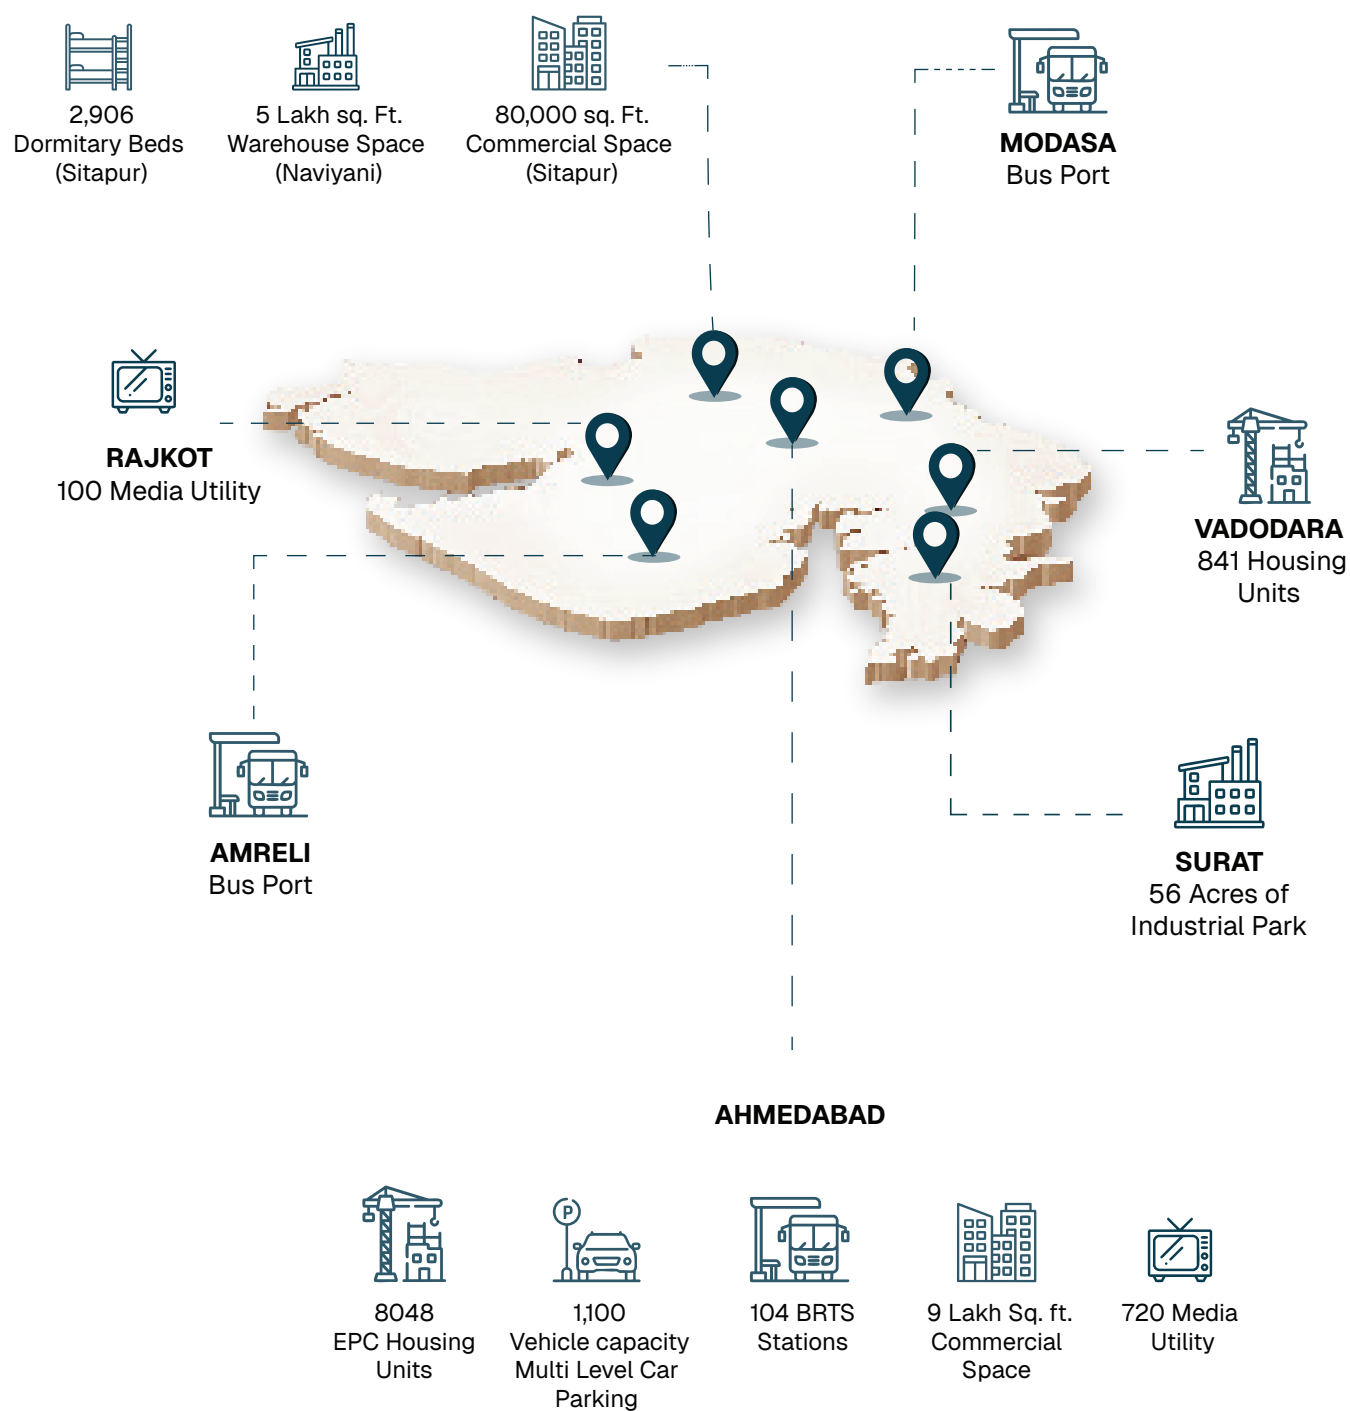 2,906
Dormitary Beds
(Sitapur)
5 Lakh sq. Ft.
Warehouse Space
(Naviyani)
80,000 sq. Ft.
Commercial Space
(Sitapur)
MODASA
Bus Port
RAJKOT
100 Media Utility
VADODARA
841 Housing
Units
AMRELI
Bus Port
SURAT
56 Acres of
Industrial Park
AHMEDABAD
P
8048
EPC Housing
Units
1,100
Vehicle capacity
Multi Level Car
Parking
104 BRTS
Stations
9 Lakh Sq. ft.
Commercial
Space
720 Media
Utility